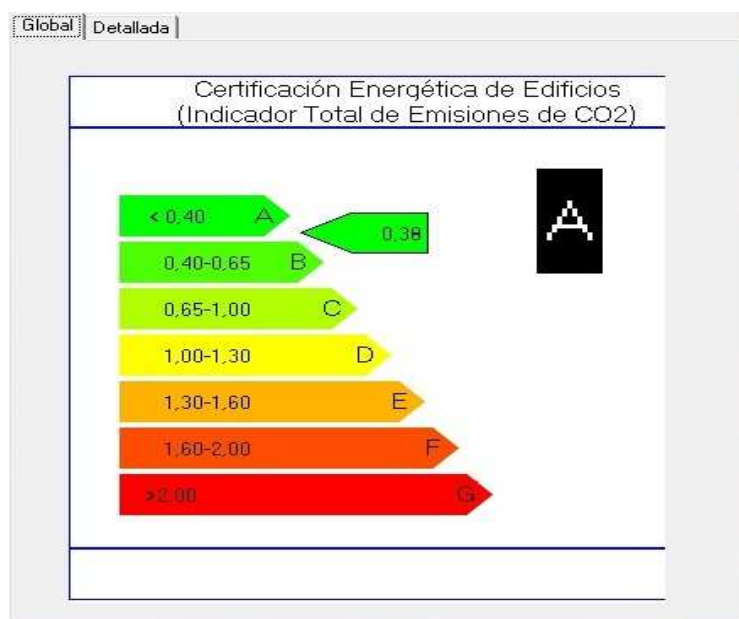 Global Detallada
Certificación Energética de Edificios
(Indicador Total de Emisiones de CO2)
< 0,40 A
0,38
A
0,40-0,65 B
0,65-1,00 C
1,00-1,30 D
1,30-1,60 E
1,60-2,00 F
>2,00 G